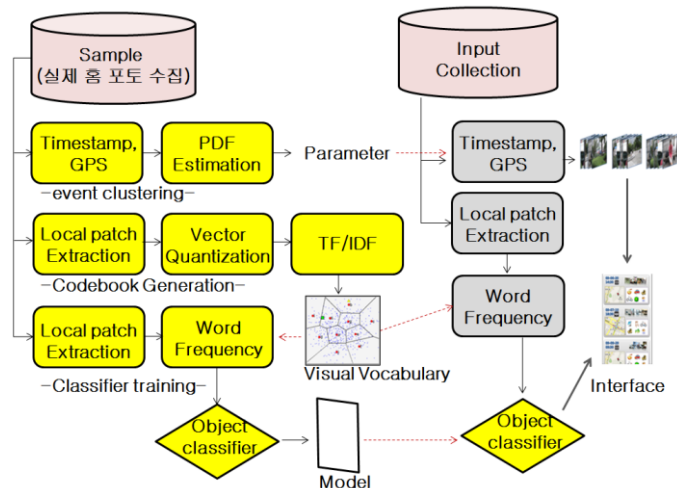 Sample
(실제 홈 포토 수집)
Input
Collection
Timestamp,
GPS
PDF
Estimation
Parameter
Timestamp,
GPS
-event clustering-
Local patch
Extraction
Vector
Quantization
TF/IDF
Local patch
Extraction
-Codebook Generation-
Local patch
Extraction
Word
Frequency
Visual Vocabulary
Word
Frequency
-Classifier training-
Interface
Object
classifier
Model
Object
classifier